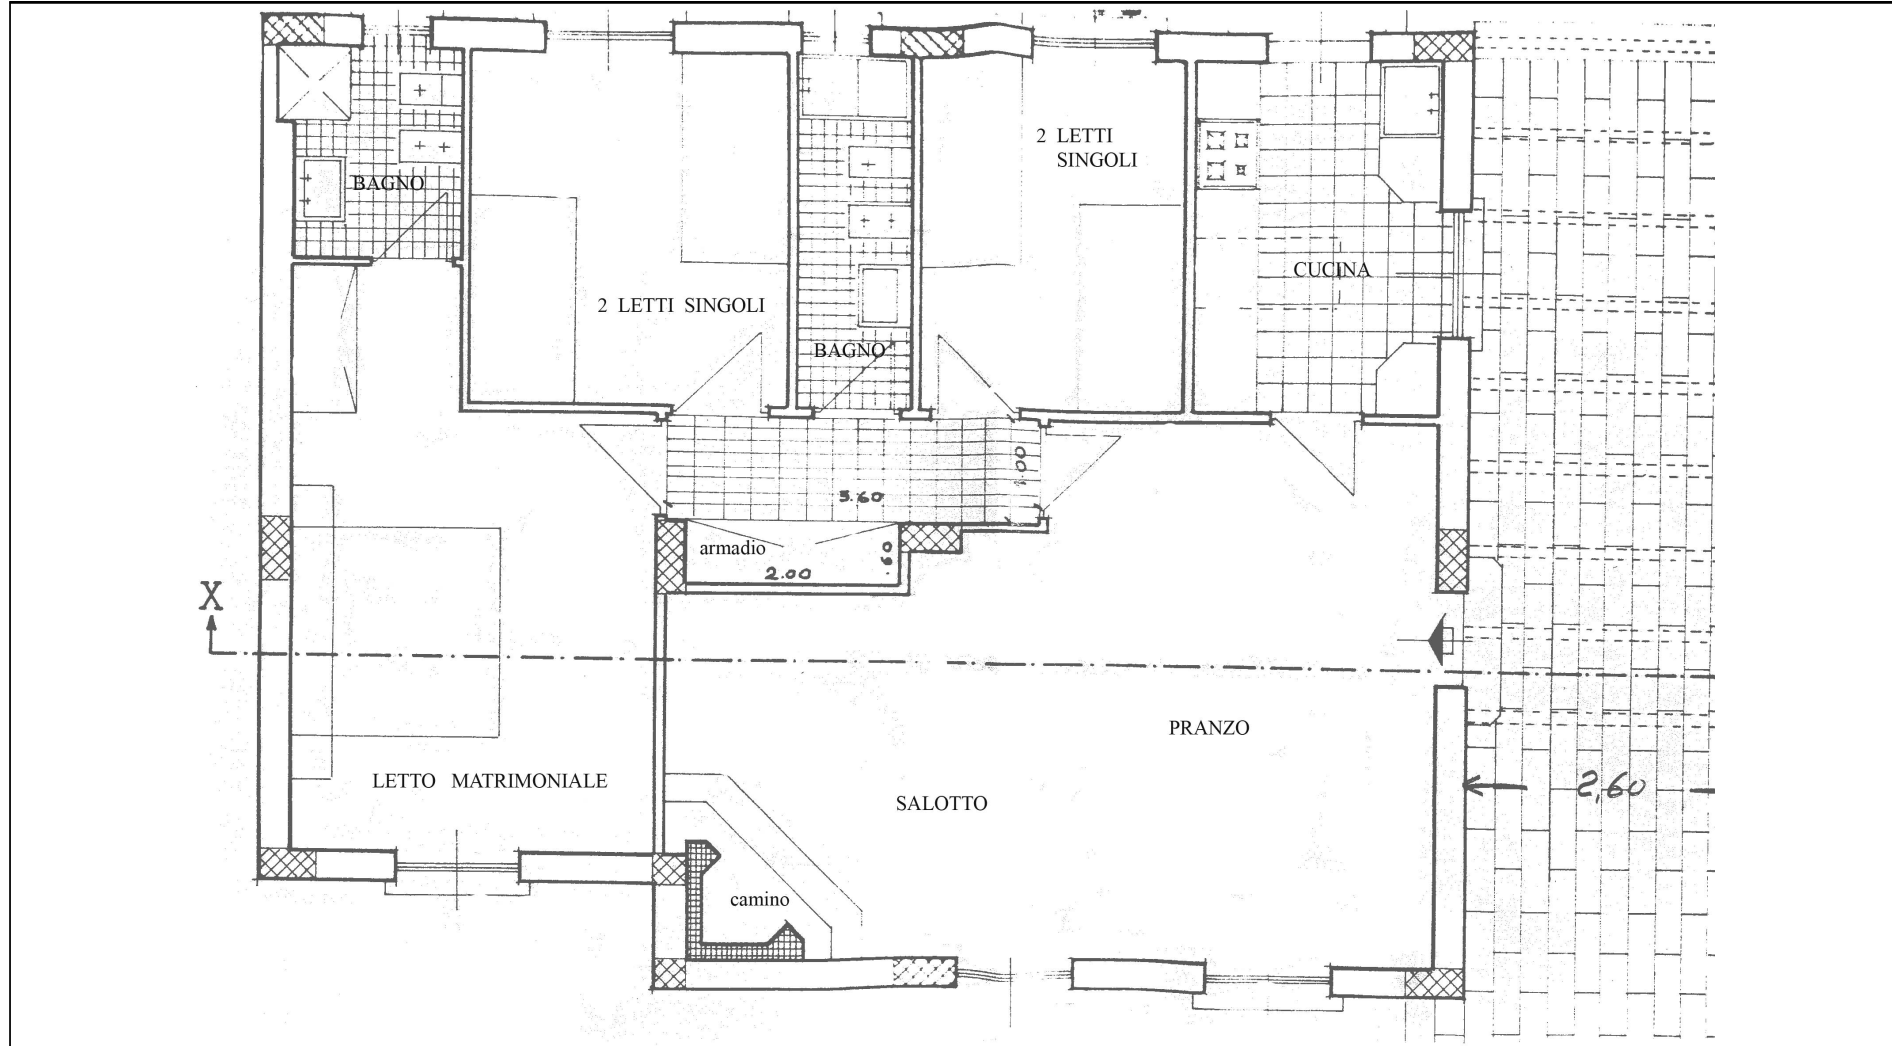 2 LETTI
SINGOLI
BAGNO
CUCINA
2 LETTI SINGOLI
BAGNO
1.00
3.60
armadio
.60
2.00
X
PRANZO
LETTO MATRIMONIALE
SALOTTO
2,60
camino